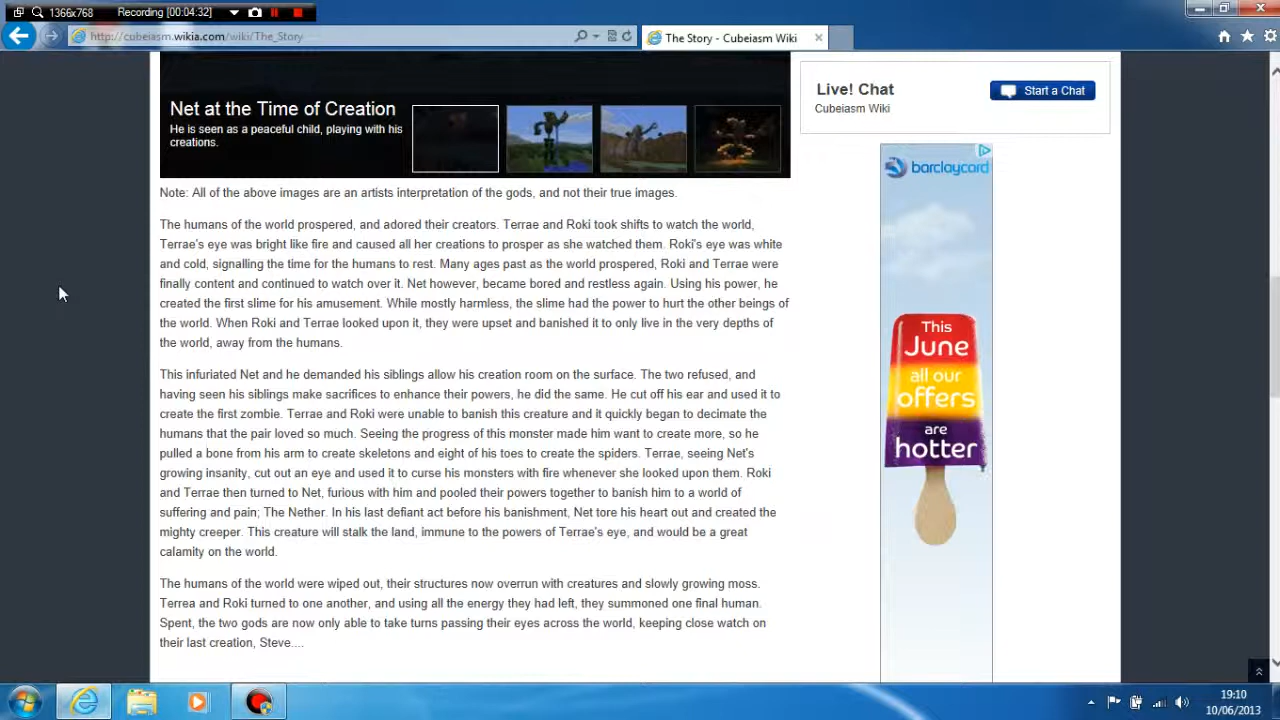 1366x768 Recording [00:04:32]
http://cubeiasm.wikia.com/wiki/The_Story
The Story - Cubeiasm Wiki
Net at the Time of Creation
He is seen as a peaceful child, playing with his
creations.
Live! Chat
Cubeiasm Wiki
Start a Chat
Note: All of the above images are an artists interpretation of the gods, and not their true images.
The humans of the world prospered, and adored their creators. Terrae and Roki took shifts to watch the world,
Terrae's eye was bright like fire and caused all her creations to prosper as she watched them. Roki's eye was white
and cold, signalling the time for the humans to rest. Many ages past as the world prospered, Roki and Terrae were
finally content and continued to watch over it. Net however, became bored and restless again. Using his power, he
created the first slime for his amusement. While mostly harmless, the slime had the power to hurt the other beings of
the world. When Roki and Terrae looked upon it, they were upset and banished it to only live in the very depths of
the world, away from the humans.
This infuriated Net and he demanded his siblings allow his creation room on the surface. The two refused, and
having seen his siblings make sacrifices to enhance their powers, he did the same. He cut off his ear and used it to
create the first zombie. Terrae and Roki were unable to banish this creature and it quickly began to decimate the
humans that the pair loved so much. Seeing the progress of this monster made him want to create more, so he
pulled a bone from his arm to create skeletons and eight of his toes to create the spiders. Terrae, seeing Net's
growing insanity, cut out an eye and used it to curse his monsters with fire whenever she looked upon them. Roki
and Terrae then turned to Net, furious with him and pooled their powers together to banish him to a world of
suffering and pain; The Nether. In his last defiant act before his banishment, Net tore his heart out and created the
mighty creeper. This creature will stalk the land, immune to the powers of Terrae's eye, and would be a great
calamity on the world.
The humans of the world were wiped out, their structures now overrun with creatures and slowly growing moss.
Terrea and Roki turned to one another, and using all the energy they had left, they summoned one final human.
Spent, the two gods are now only able to take turns passing their eyes across the world, keeping close watch on
their last creation, Steve....
barclaycard
This
June
all our
offers
are
hotter
19:10
10/06/2013